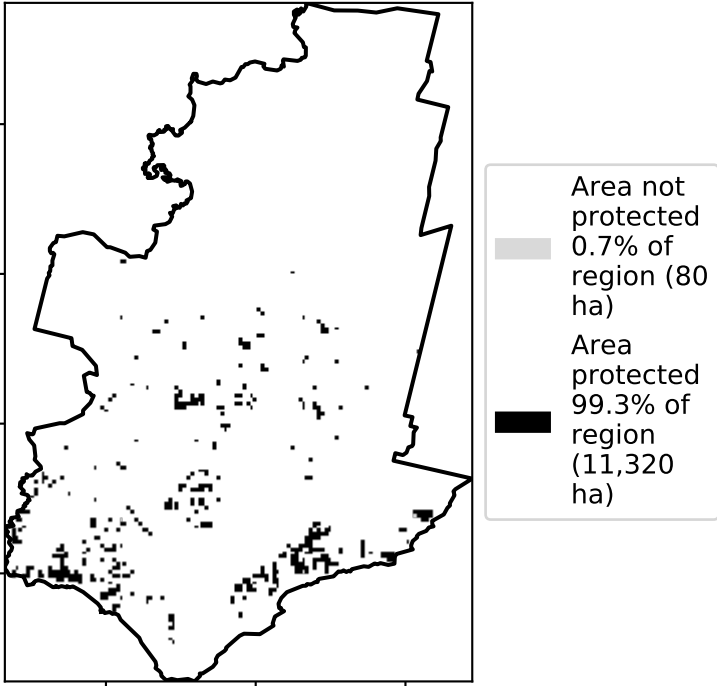 Area not
protected
0.7% of
region (80
ha)
Area
protected
99.3% of
region
(11,320
ha)